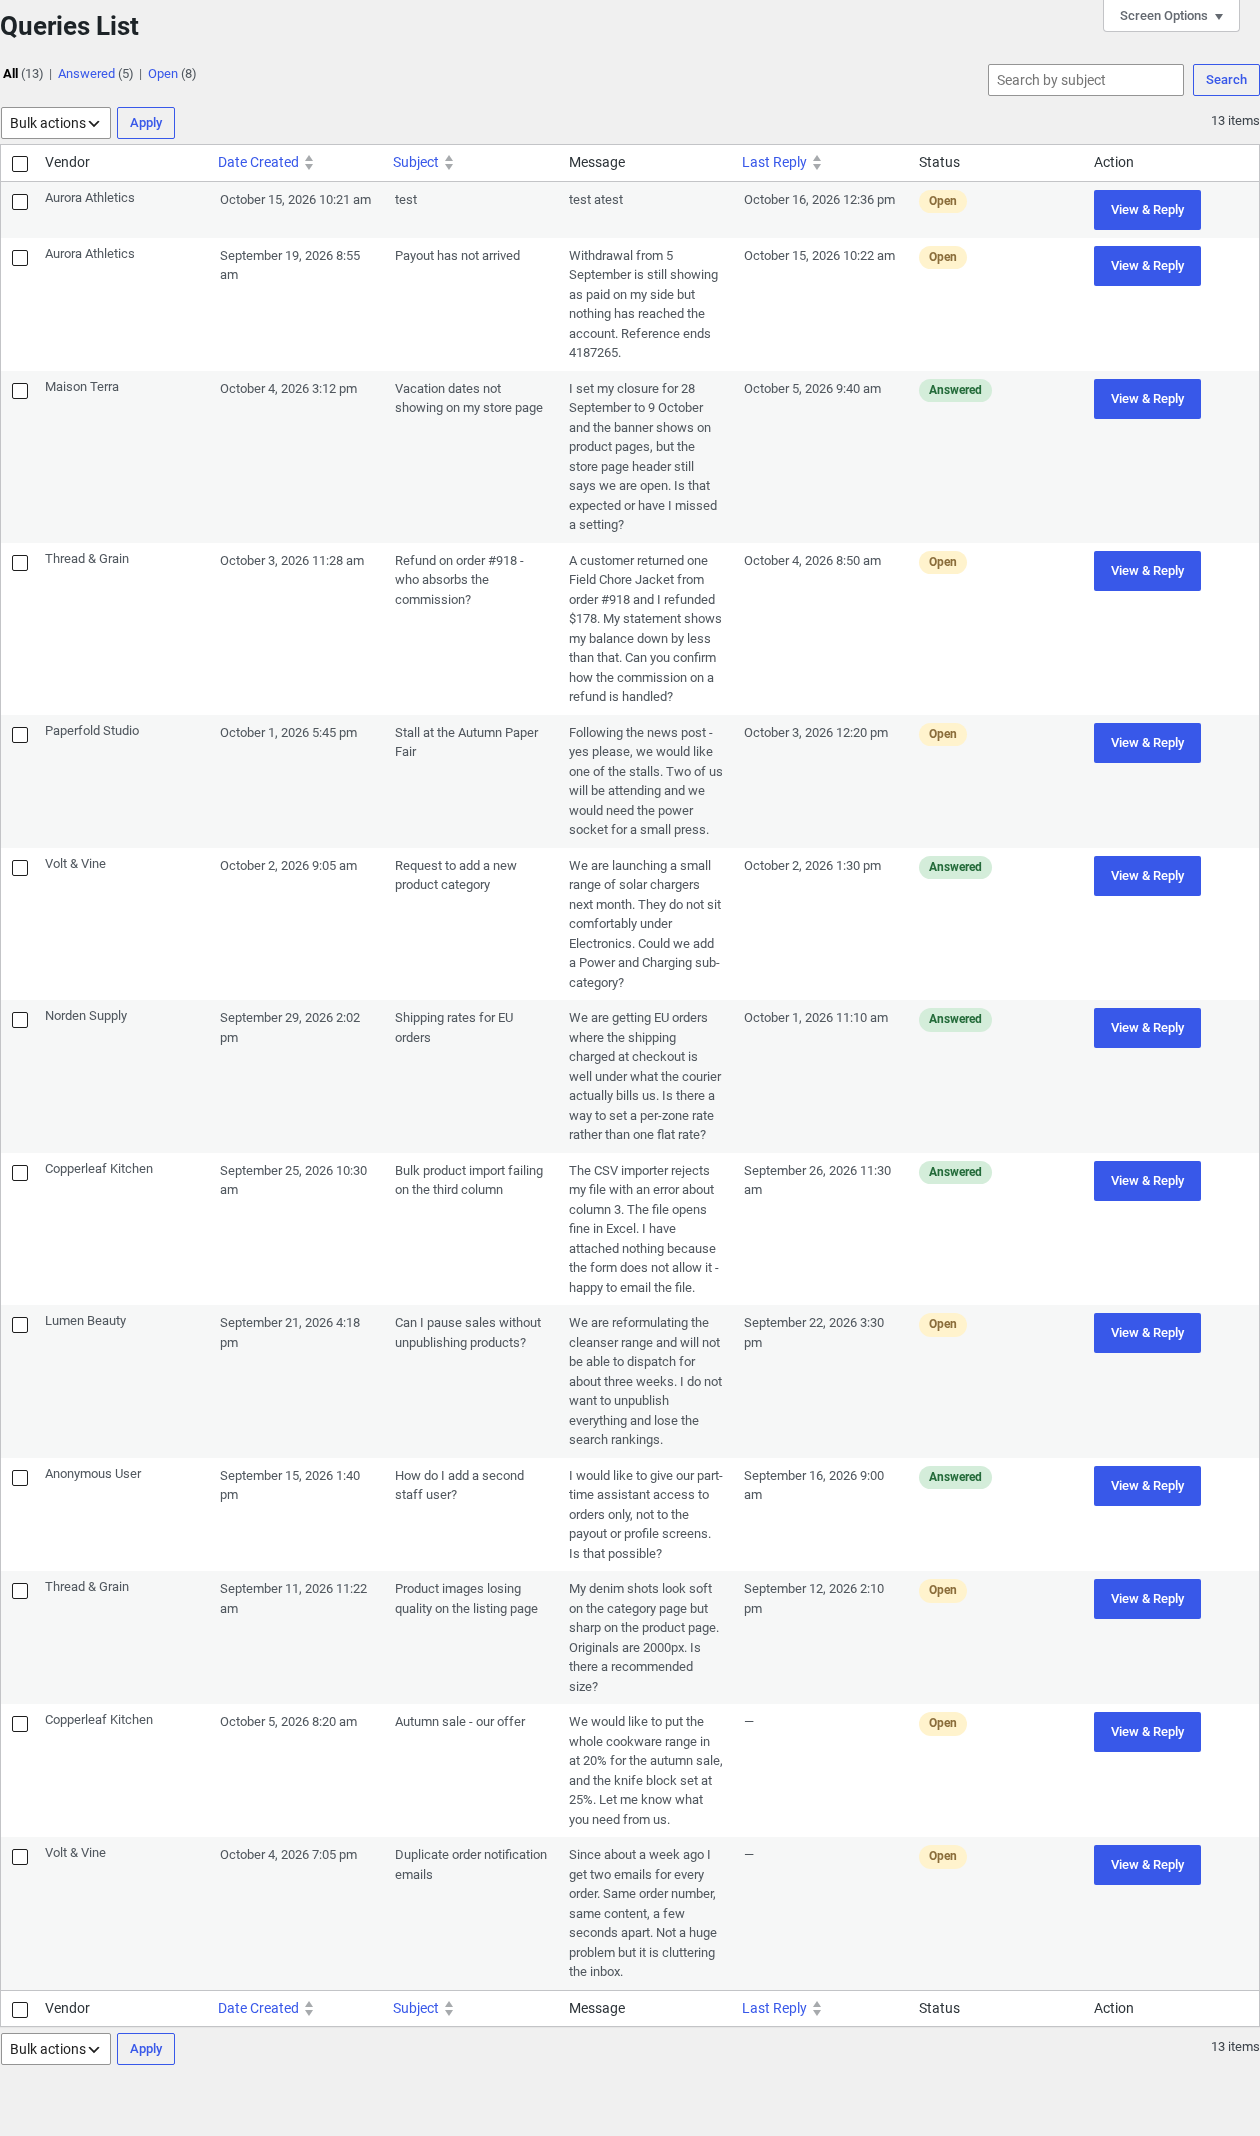 Screen Options
Queries List
All (13) | Answered (5) | Open (8)
Search by subject
Search
Bulk actions
Apply
13 items
Vendor Date Created Subject Message Last Reply Status Action
Aurora Athletics October 15, 2026 10:21 am test test atest October 16, 2026 12:36 pm Open View & Reply
Aurora Athletics September 19, 2026 8:55 Payout has not arrived Withdrawal from 5 October 15, 2026 10:22 am Open View & Reply
am September is still showing
as paid on my side but
nothing has reached the
account. Reference ends
4187265.
Maison Terra October 4, 2026 3:12 pm Vacation dates not I set my closure for 28 October 5, 2026 9:40 am Answered View & Reply
showing on my store page September to 9 October
and the banner shows on
product pages, but the
store page header still
says we are open. Is that
expected or have I missed
a setting?
Thread & Grain October 3, 2026 11:28 am Refund on order #918 - A customer returned one October 4, 2026 8:50 am Open View & Reply
who absorbs the Field Chore Jacket from
commission? order #918 and I refunded
$178. My statement shows
my balance down by less
than that. Can you confirm
how the commission on a
refund is handled?
Paperfold Studio October 1, 2026 5:45 pm Stall at the Autumn Paper Following the news post - October 3, 2026 12:20 pm Open View & Reply
Fair yes please, we would like
one of the stalls. Two of us
will be attending and we
would need the power
socket for a small press.
Volt & Vine October 2, 2026 9:05 am Request to add a new We are launching a small October 2, 2026 1:30 pm Answered View & Reply
product category range of solar chargers
next month. They do not sit
comfortably under
Electronics. Could we add
a Power and Charging sub-
category?
Norden Supply September 29, 2026 2:02 Shipping rates for EU We are getting EU orders October 1, 2026 11:10 am Answered View & Reply
pm orders where the shipping
charged at checkout is
well under what the courier
actually bills us. Is there a
way to set a per-zone rate
rather than one flat rate?
Copperleaf Kitchen September 25, 2026 10:30 Bulk product import failing The CSV importer rejects September 26, 2026 11:30 Answered View & Reply
am on the third column my file with an error about am
column 3. The file opens
fine in Excel. I have
attached nothing because
the form does not allow it -
happy to email the file.
Lumen Beauty September 21, 2026 4:18 Can I pause sales without We are reformulating the September 22, 2026 3:30 Open View & Reply
pm unpublishing products? cleanser range and will not pm
be able to dispatch for
about three weeks. I do not
want to unpublish
everything and lose the
search rankings.
Anonymous User September 15, 2026 1:40 How do I add a second I would like to give our part- September 16, 2026 9:00 Answered View & Reply
pm staff user? time assistant access to am
orders only, not to the
payout or profile screens.
Is that possible?
Thread & Grain September 11, 2026 11:22 Product images losing My denim shots look soft September 12, 2026 2:10 Open View & Reply
am quality on the listing page on the category page but pm
sharp on the product page.
Originals are 2000px. Is
there a recommended
size?
Copperleaf Kitchen October 5, 2026 8:20 am Autumn sale - our offer We would like to put the — Open View & Reply
whole cookware range in
at 20% for the autumn sale,
and the knife block set at
25%. Let me know what
you need from us.
Volt & Vine October 4, 2026 7:05 pm Duplicate order notification Since about a week ago I — Open View & Reply
emails get two emails for every
order. Same order number,
same content, a few
seconds apart. Not a huge
problem but it is cluttering
the inbox.
Vendor Date Created Subject Message Last Reply Status Action
Bulk actions
Apply
13 items